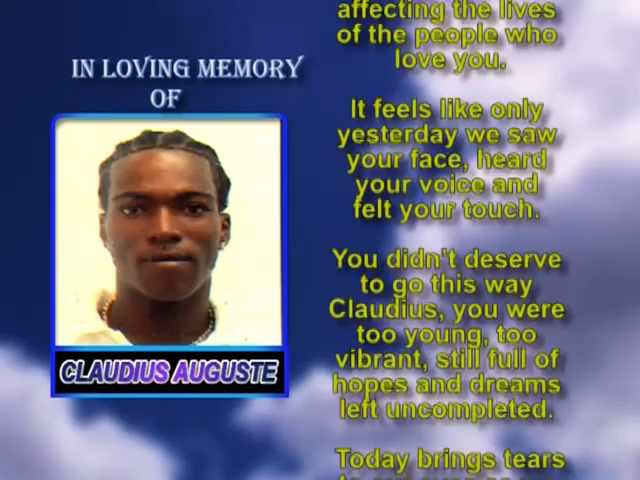 IN LOVING MEMORY
OF
CLAUDIUS AUGUSTE
affecting the lives
of the people who
love you.
It feels like only
yesterday we saw
your face, heard
your voice and
felt your touch.
You didn't deserve
to go this way
Claudius, you were
too young, too
vibrant, still full of
hopes and dreams
left uncompleted.
Today brings tears